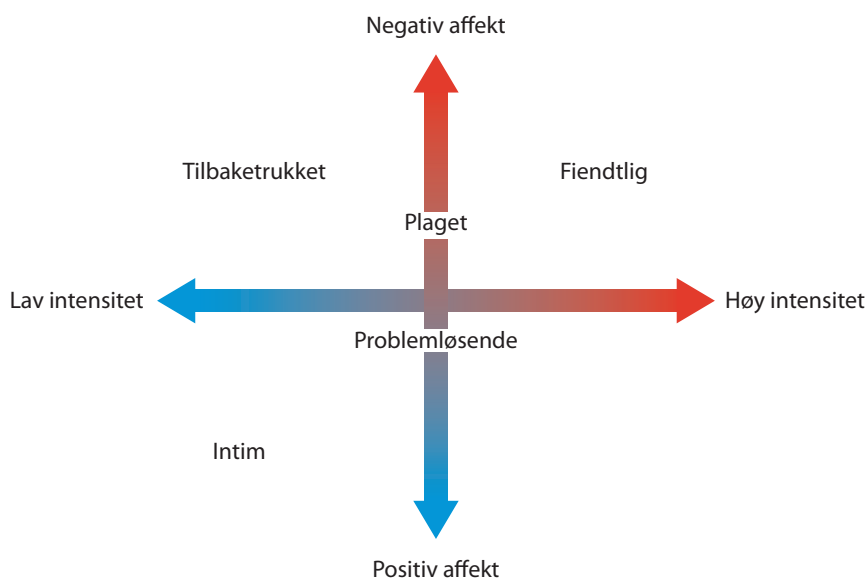 Negativ affekt
Tilbaketrukket
Fiendtlig
Plaget
Lav intensitet
Høy intensitet
Problemløsende
Intim
Positiv affekt